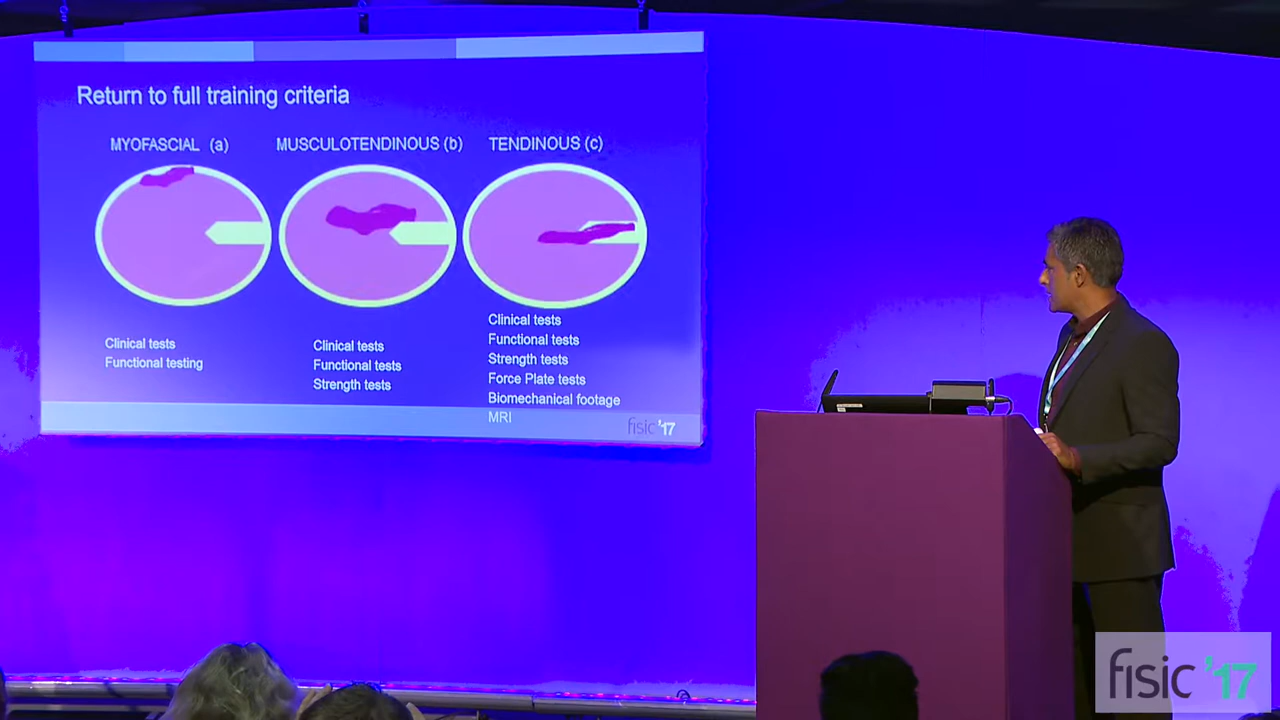 Return to full training criteria
MYOFASCIAL (a)
MUSCULOTENDINOUS (b)
TENDINOUS (c)
Clinical tests
Functional testing
Clinical tests
Functional tests
Strength tests
Clinical tests
Functional tests
Strength tests
Force Plate tests
Biomechanical footage
MRI
fisic '17
fisic '17